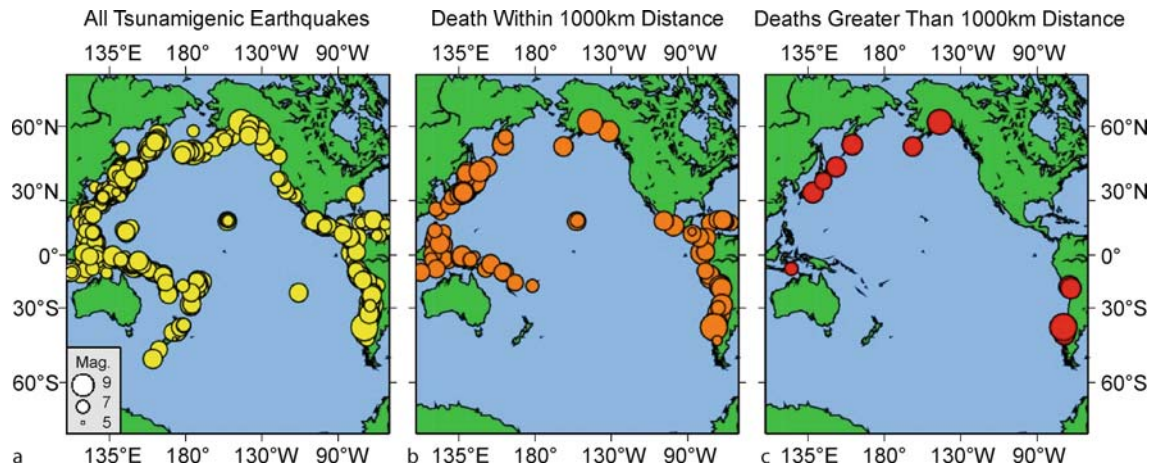 All Tsunamigenic Earthquakes
Death Within 1000km Distance
Deaths Greater Than 1000km Distance
135°E 180° 130°W 90°W
135°E 180° 130°W 90°W
135°E 180° 130°W 90°W
60°N
30°N
0°
30°S
60°S
60°N
30°N
0°
30°S
60°S
Mag.
9
7
5
a
135°E 180° 130°W 90°W
b
135°E 180° 130°W 90°W
c
135°E 180° 130°W 90°W